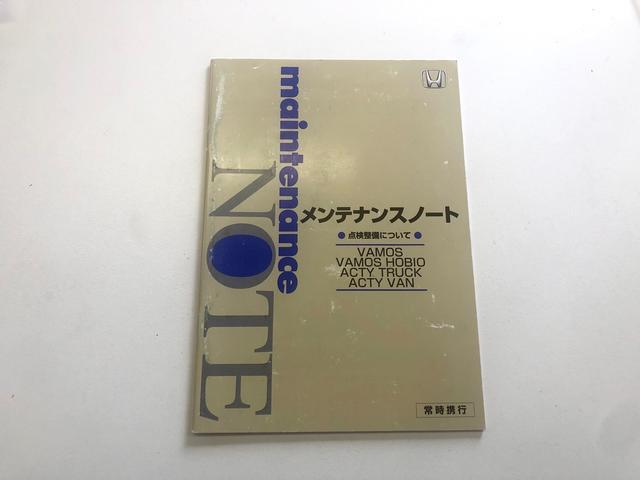 maintenance
NOTE
メンテナンスノート
● 点検整備について ●
VAMOS
VAMOS HOBIO
ACTY TRUCK
ACTY VAN
常時携行